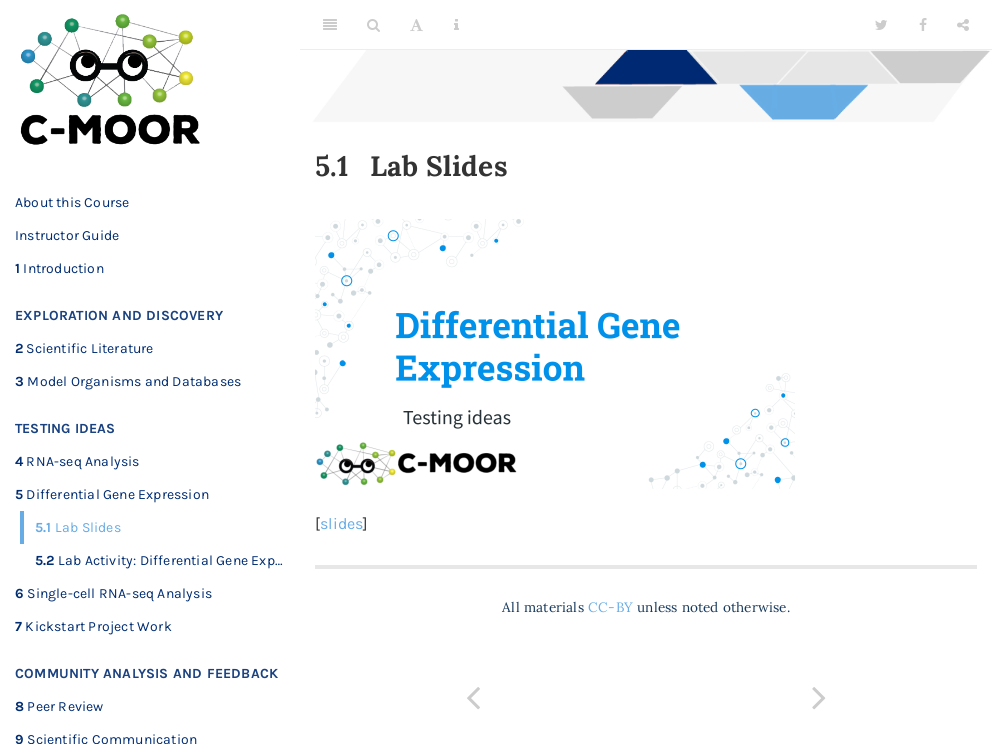 C-MOOR
About this Course
Instructor Guide
1 Introduction
EXPLORATION AND DISCOVERY
2 Scientific Literature
3 Model Organisms and Databases
TESTING IDEAS
4 RNA-seq Analysis
5 Differential Gene Expression
5.1 Lab Slides
5.2 Lab Activity: Differential Gene Exp…
6 Single-cell RNA-seq Analysis
7 Kickstart Project Work
COMMUNITY ANALYSIS AND FEEDBACK
8 Peer Review
9 Scientific Communication
A
5.1 Lab Slides
Differential Gene
Expression
Testing ideas
C-MOOR
[slides]
All materials CC-BY unless noted otherwise.